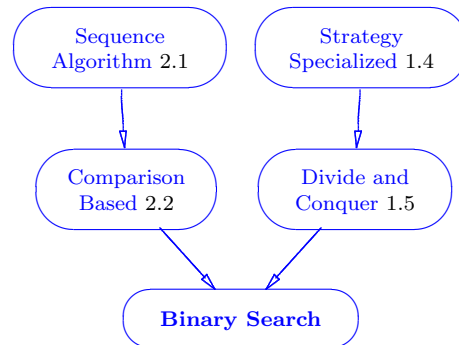 Sequence
Algorithm 2.1
Strategy
Specialized 1.4
Comparison
Based 2.2
Divide and
Conquer 1.5
Binary Search